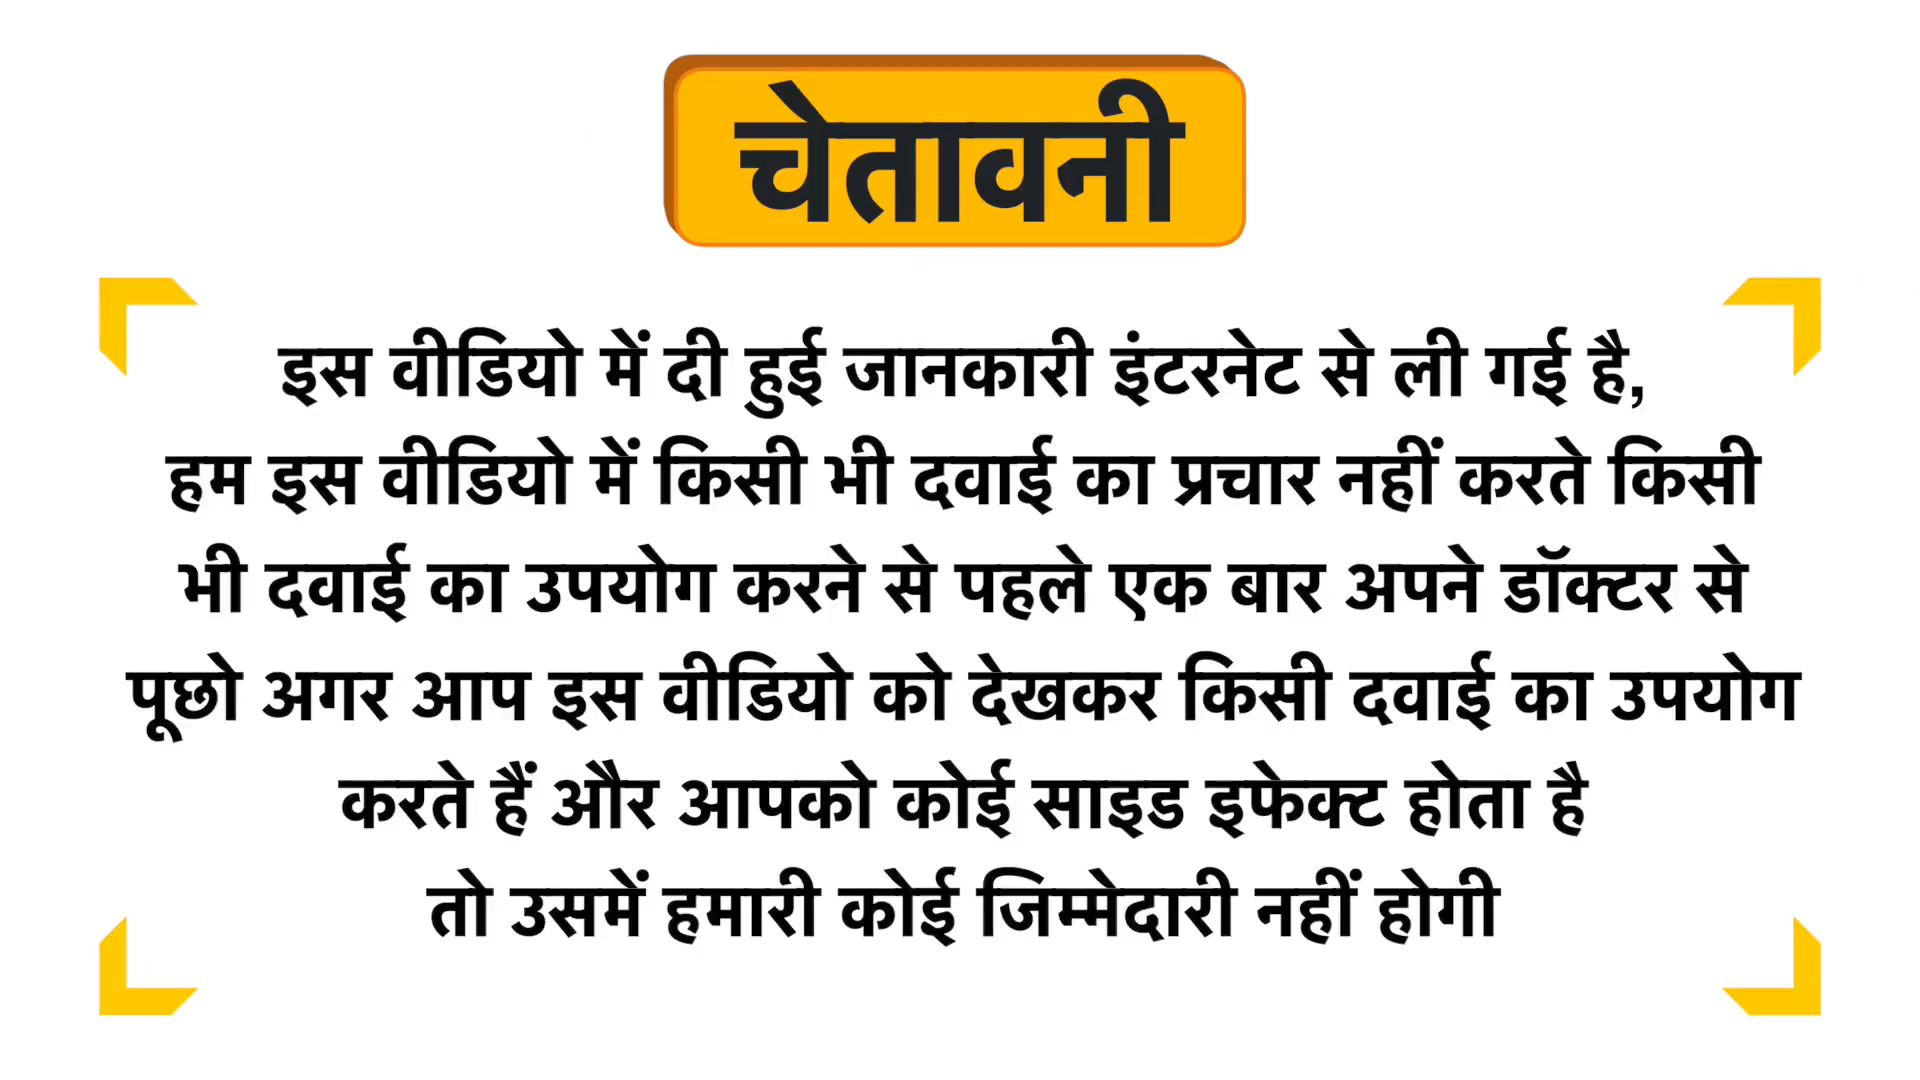 चेतावनी
इस वीडियो में दी हुई जानकारी इंटरनेट से ली गई है,
हम इस वीडियो में किसी भी दवाई का प्रचार नहीं करते किसी
भी दवाई का उपयोग करने से पहले एक बार अपने डॉक्टर से
पूछो अगर आप इस वीडियो को देखकर किसी दवाई का उपयोग
करते हैं और आपको कोई साइड इफेक्ट होता है
तो उसमें हमारी कोई जिम्मेदारी नहीं होगी